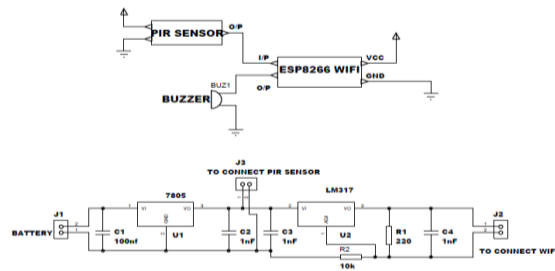 O/P
PIR SENSOR
I/P
VCC
ESP8266 WIFI
GND
BUZ1
O/P
BUZZER
J3
TO CONNECT PIR SENSOR
J1
7805
LM317
J2
VI
VO
VI
VO
GND
ADJ
C1
100nf
U1
C2
1nF
C3
1nF
U2
R1
220
C4
1nF
BATTERY
R2
10k
TO CONNECT WIF